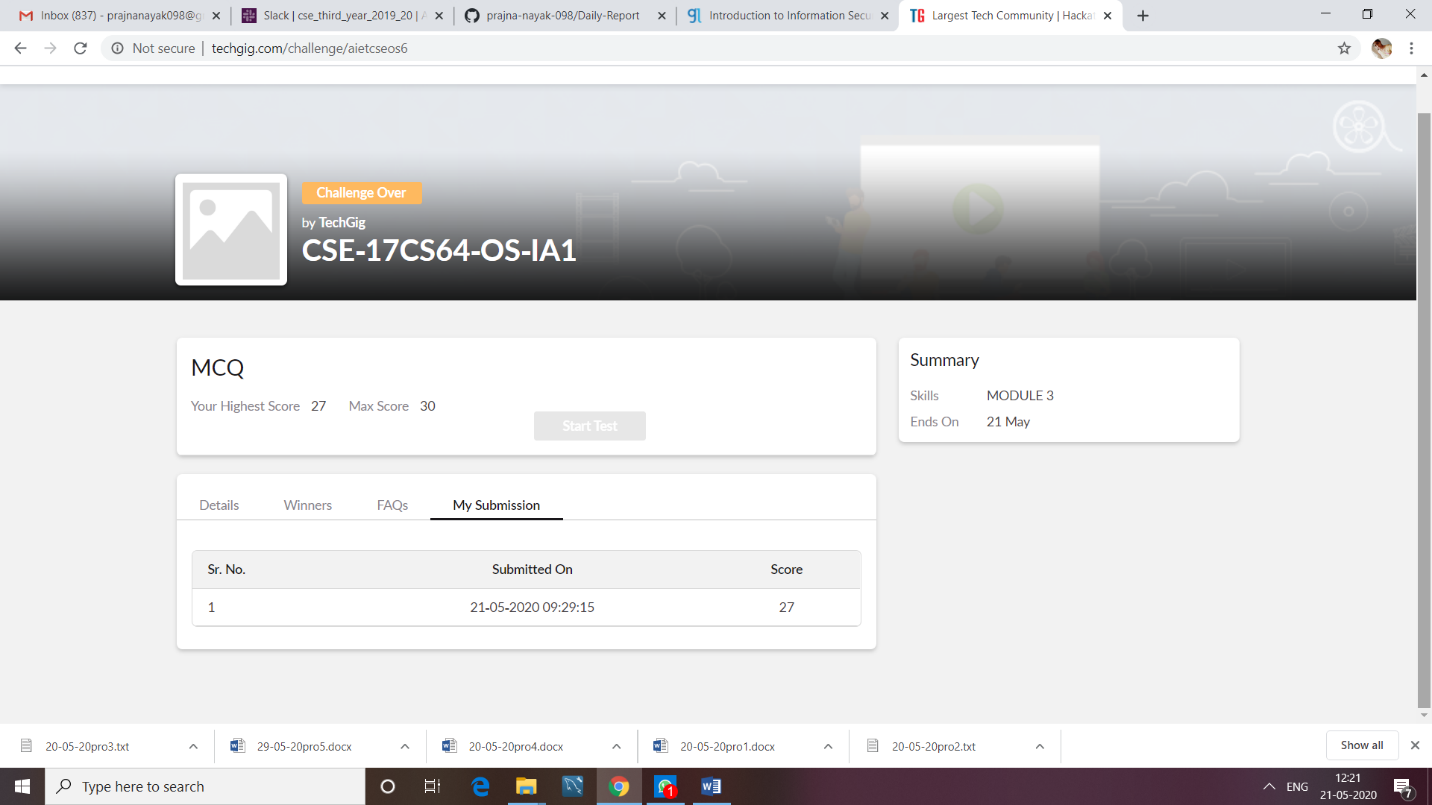 Inbox (837) - prajnanayak098@g
Slack | cse_third_year_2019_20 | A
prajna-nayak-098/Daily-Report
gl Introduction to Information Secu
TG Largest Tech Community | Hacka
Not secure | techgig.com/challenge/aietcseos6
Challenge Over
by TechGig
CSE-17CS64-OS-IA1
MCQ
Your Highest Score 27 Max Score 30
Start Test
Summary
Skills MODULE 3
Ends On 21 May
Details Winners FAQs My Submission
Sr. No. Submitted On Score
1 21-05-2020 09:29:15 27
20-05-20pro3.txt
29-05-20pro5.docx
20-05-20pro4.docx
20-05-20pro1.docx
20-05-20pro2.txt
Show all
Type here to search
1
ENG
12:21
21-05-2020
7